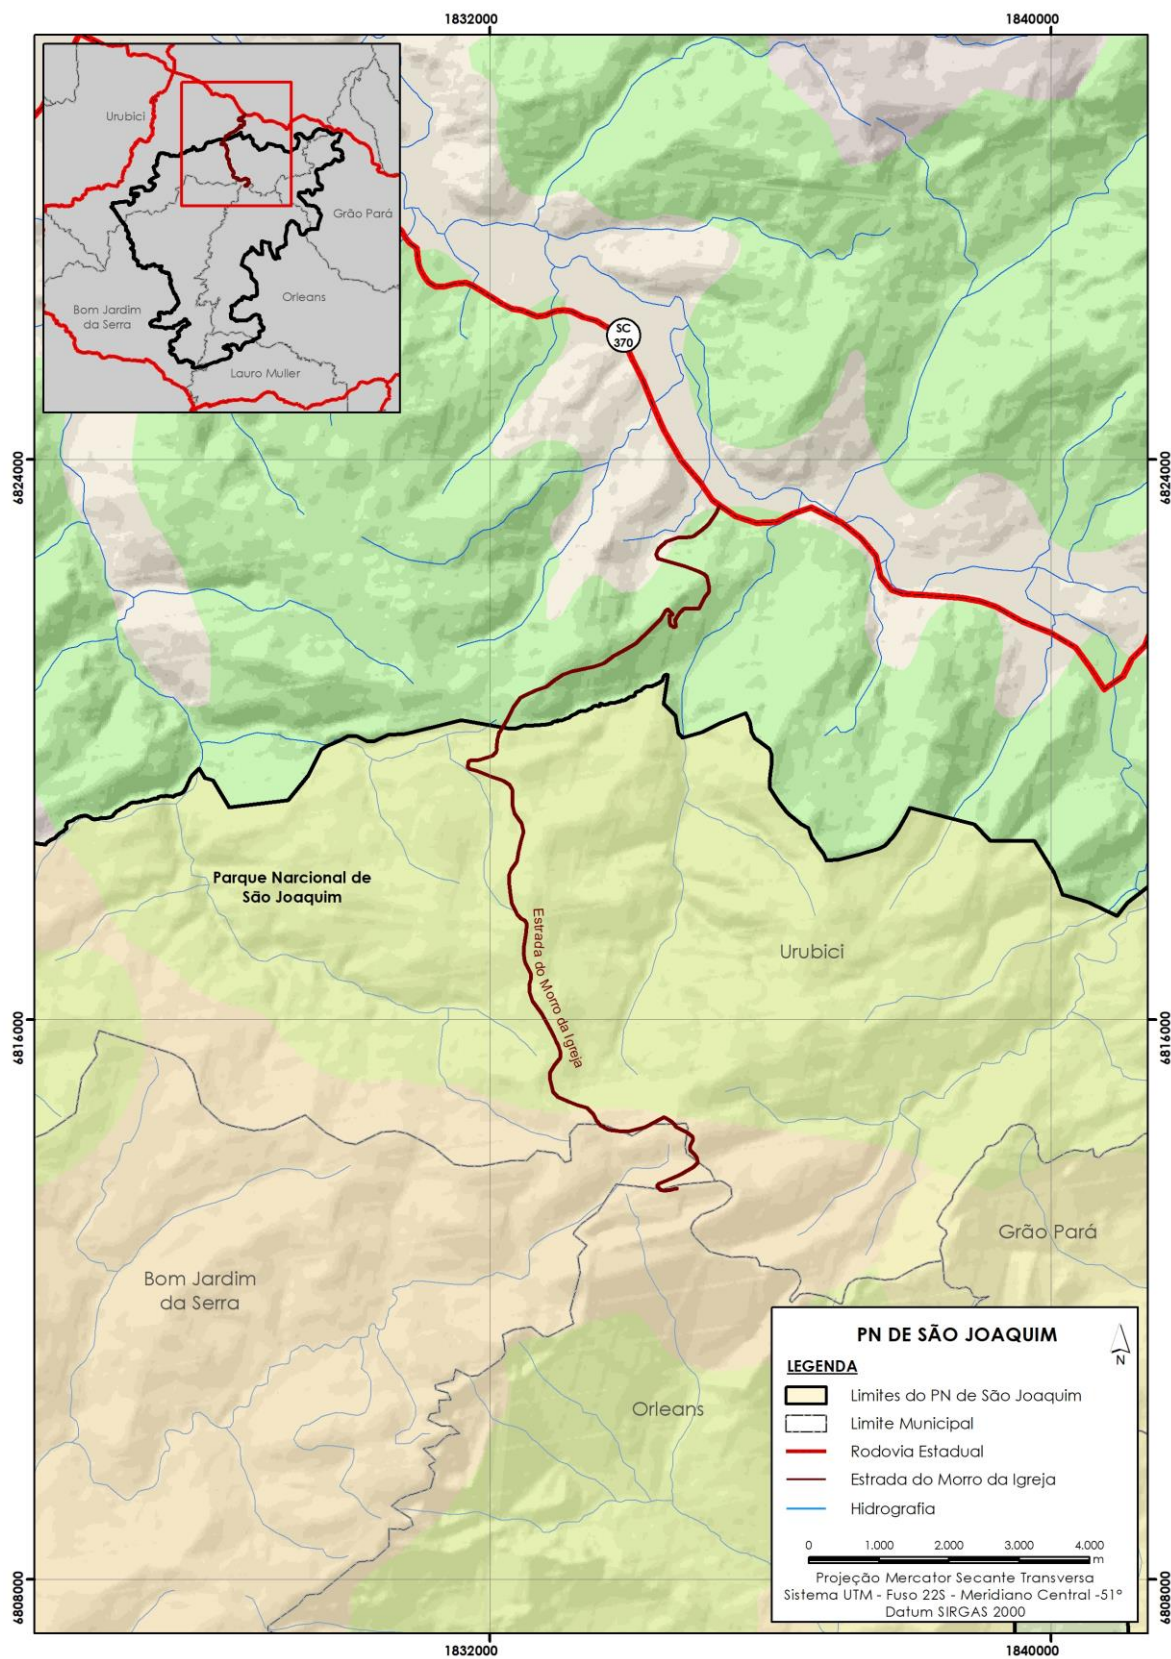 1832000
1840000
Urubici
Grão Pará
Orleans
Bom Jardim
da Serra
Lauro Muller
SC
370
6824000
6824000
Parque Narcional de
São Joaquim
Estrada do Morro da Igreja
Urubici
6816000
6816000
Grão Pará
Bom Jardim
da Serra
Orleans
PN DE SÃO JOAQUIM
N
LEGENDA
Limites do PN de São Joaquim
Limite Municipal
Rodovia Estadual
Estrada do Morro da Igreja
Hidrografia
0 1.000 2.000 3.000 4.000
m
Projeção Mercator Secante Transversa
Sistema UTM - Fuso 22S - Meridiano Central -51°
Datum SIRGAS 2000
6808000
6808000
1832000
1840000